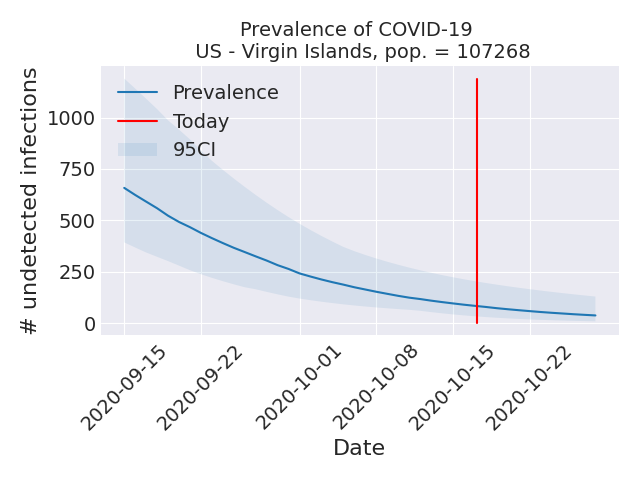 Prevalence of COVID-19
US - Virgin Islands, pop. = 107268
# undetected infections
1000
750
500
250
0
Prevalence
Today
95CI
2020-09-15
2020-09-22
2020-10-01
2020-10-08
2020-10-15
2020-10-22
Date